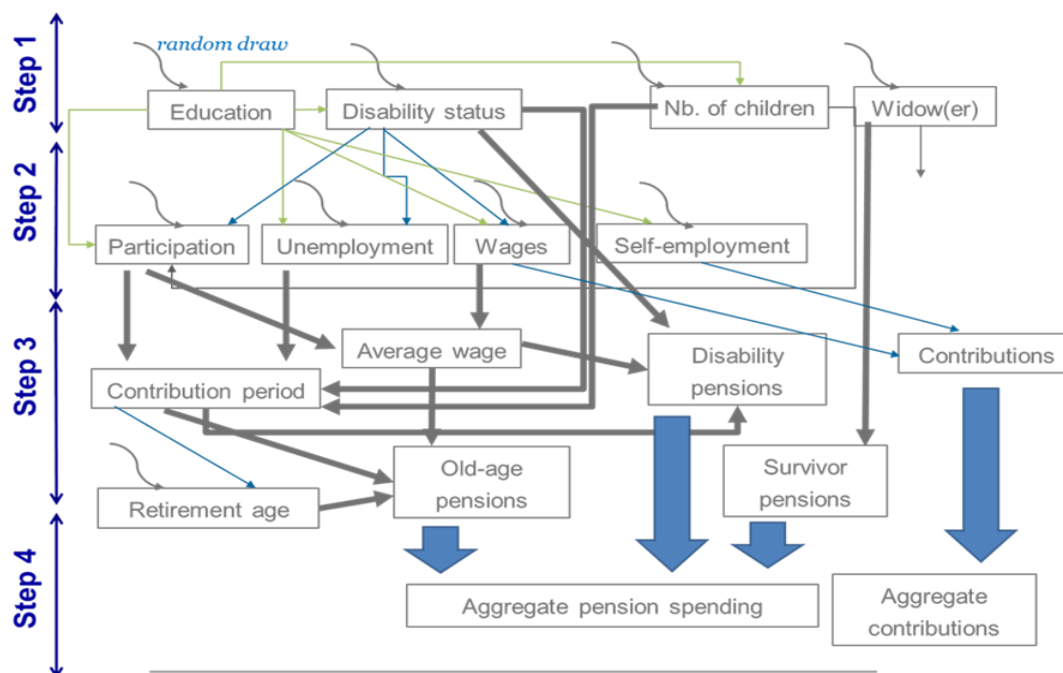 Step 1
random draw
Education
Disability status
Nb. of children
Widow(er)
Step 2
Participation
Unemployment
Wages
Self-employment
Step 3
Average wage
Disability
pensions
Contributions
Contribution period
Old-age
pensions
Survivor
pensions
Retirement age
Step 4
Aggregate pension spending
Aggregate
contributions